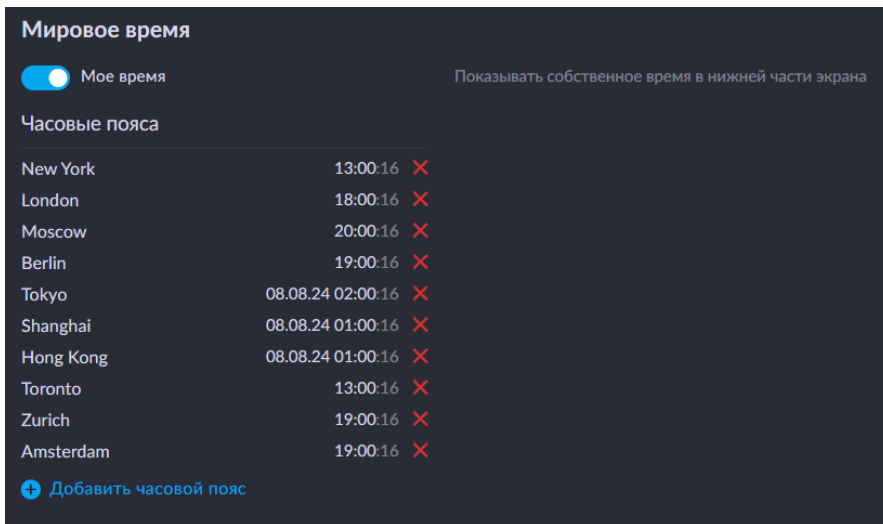 Мировое время
Мое время Показывать собственное время в нижней части экрана
Часовые пояса
New York 13:00:16
London 18:00:16
Moscow 20:00:16
Berlin 19:00:16
Tokyo 08.08.24 02:00:16
Shanghai 08.08.24 01:00:16
Hong Kong 08.08.24 01:00:16
Toronto 13:00:16
Zurich 19:00:16
Amsterdam 19:00:16
Добавить часовой пояс